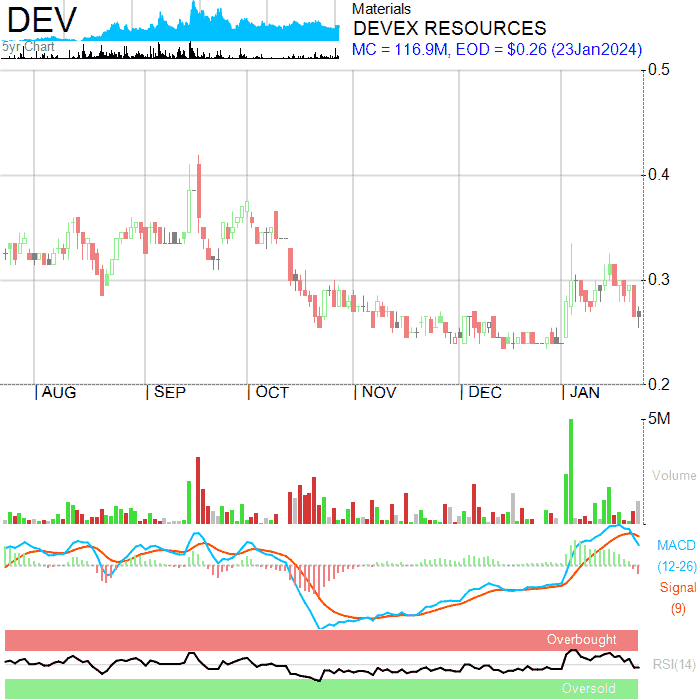 DEV
5yr Chart
Materials
DEVEX RESOURCES
MC = 116.9M, EOD = $0.26 (23Jan2024)
0.5
0.4
0.3
0.2
AUG
SEP
OCT
NOV
DEC
JAN
5M
Volume
MACD
(12-26)
Signal
(9)
Overbought
RSI(14)
Oversold